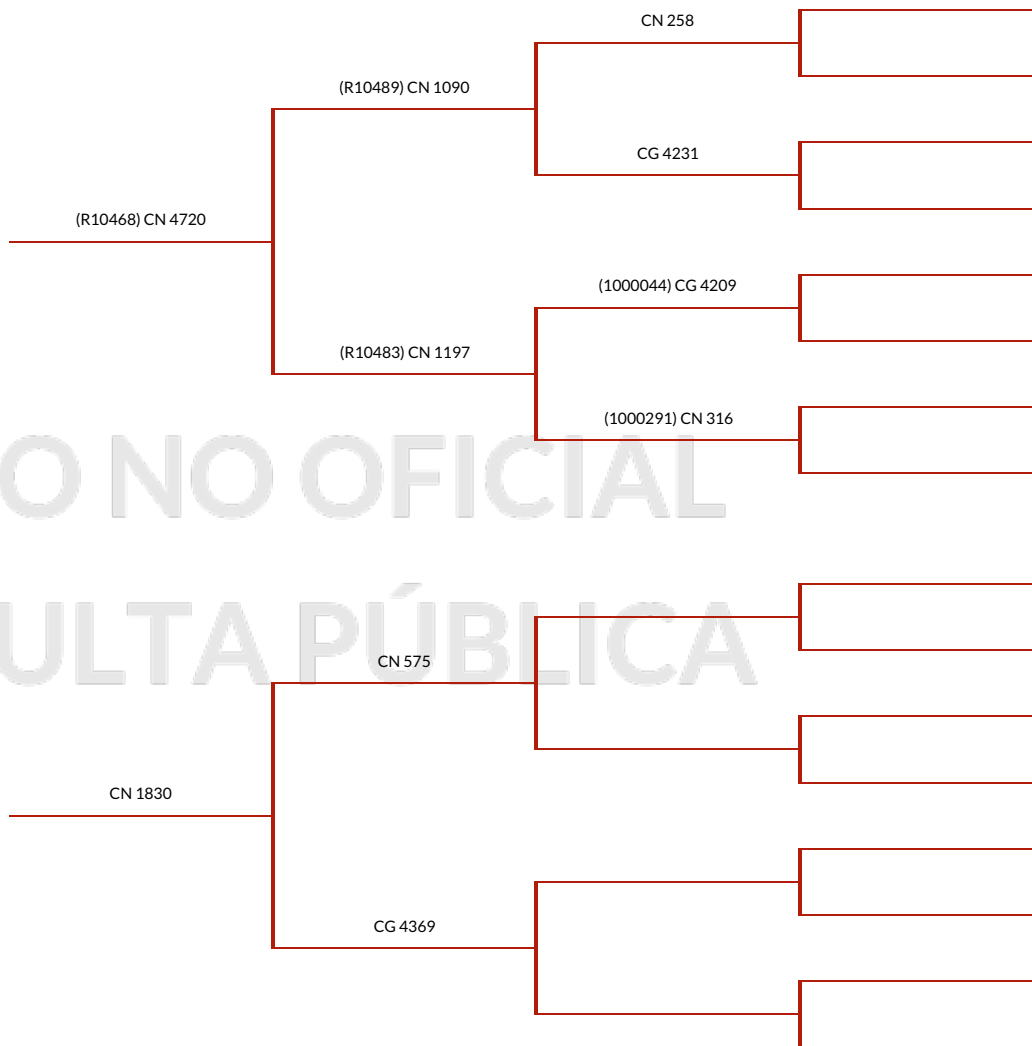 CN 258
(R10489) CN 1090
CG 4231
(R10468) CN 4720
(1000044) CG 4209
(R10483) CN 1197
(1000291) CN 316
O NO OFICIAL
ULTA PÚBLICA
CN 575
CN 1830
CG 4369